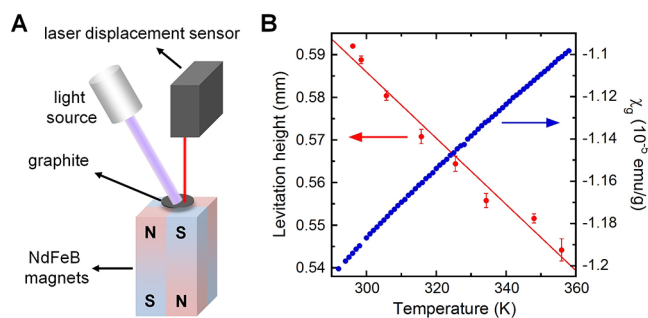 A
laser displacement sensor
light
source
graphite
N S
S N
NdFeB
magnets
B
Levitation height (mm)
0.59
0.58
0.57
0.56
0.55
0.54
300
320
340
360
Temperature (K)
-1.1
-1.12
-1.14
-1.16
-1.18
-1.2
χg (10⁻⁵ emu/g)